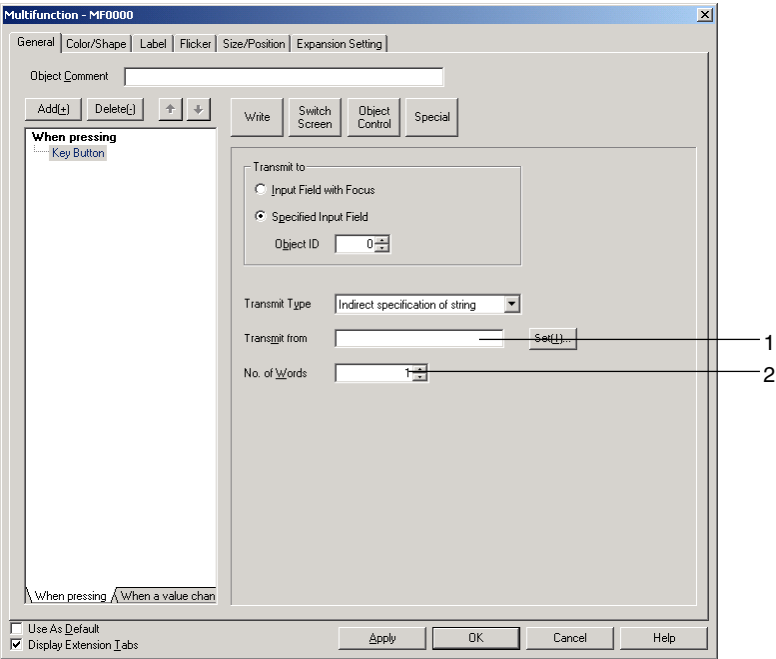 Multifunction - MF0000
General Color/Shape Label Flicker Size/Position Expansion Setting
Object Comment
Add(+) Delete(-) Write Switch Screen Object Control Special
When pressing
Key Button
Transmit to
Input Field with Focus
Specified Input Field
Object ID 0
Transmit Type Indirect specification of string
Transmit from Set(I)... 1
No. of Words 1 2
When pressing When a value chan
Use As Default
Display Extension Tabs
Apply OK Cancel Help